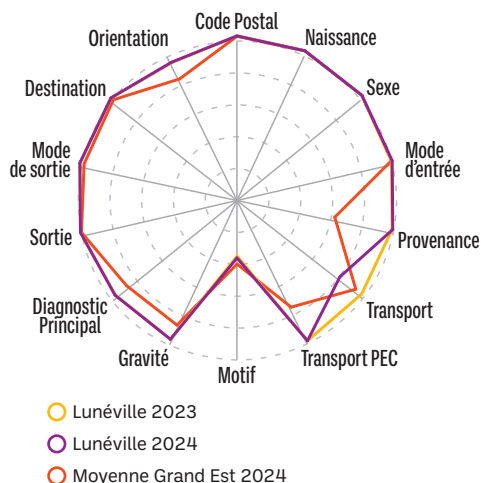 Code Postal
Naissance
Sexe
Mode
d'entrée
Provenance
Transport
Transport PEC
Motif
Gravité
Diagnostic
Principal
Sortie
Mode
de sortie
Destination
Orientation
Lunéville 2023
Lunéville 2024
Moyenne Grand Est 2024